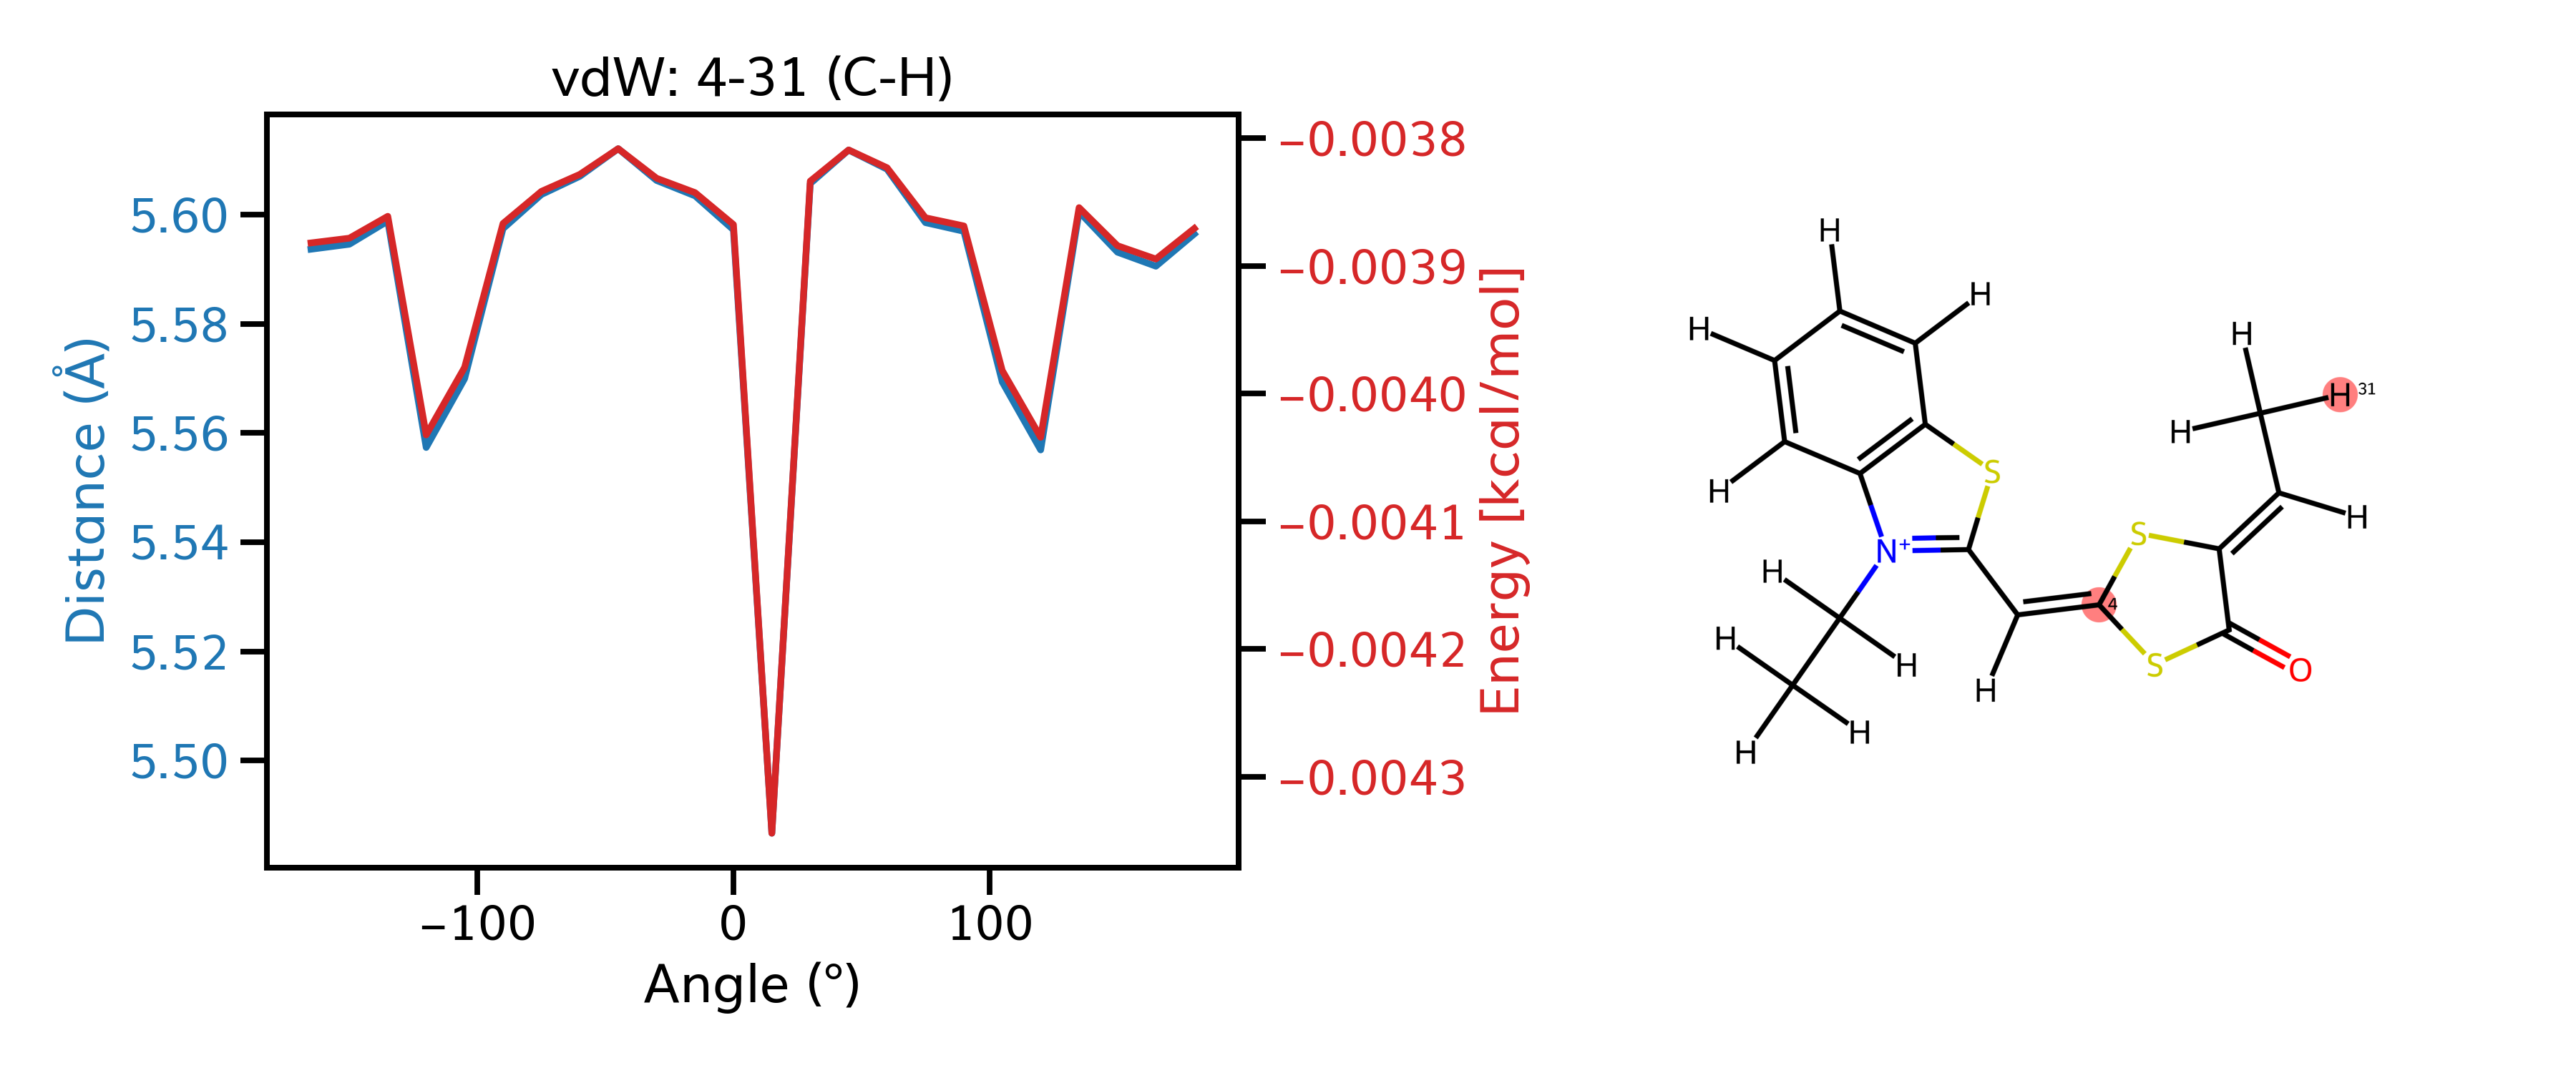 vdW: 4-31 (C-H)
Distance (Å)
5.60
5.58
5.56
5.54
5.52
5.50
−100
0
100
Angle (°)
−0.0038
−0.0039
−0.0040
−0.0041
−0.0042
−0.0043
Energy [kcal/mol]
H
H
H
H
H 31
H
S
H
H
S
N+
H
4
H
H
S
O
H
H
H